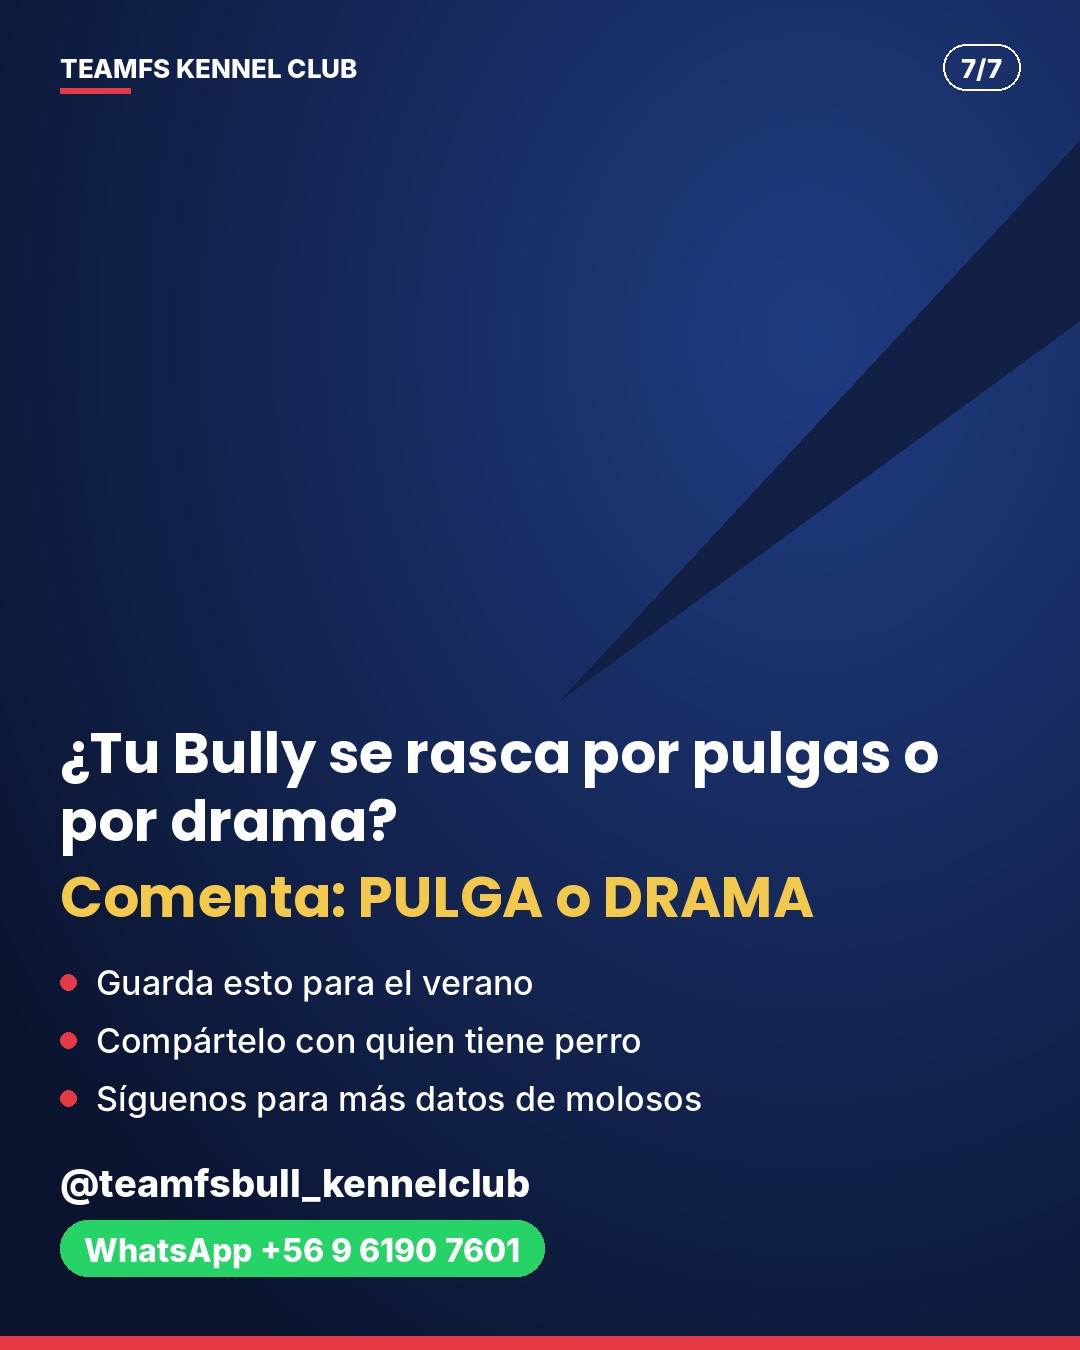 TEAMFS KENNEL CLUB
7/7
¿Tu Bully se rasca por pulgas o
por drama?
Comenta: PULGA o DRAMA
Guarda esto para el verano
Compártelo con quien tiene perro
Síguenos para más datos de molosos
@teamfsbull_kennelclub
WhatsApp +56 9 6190 7601